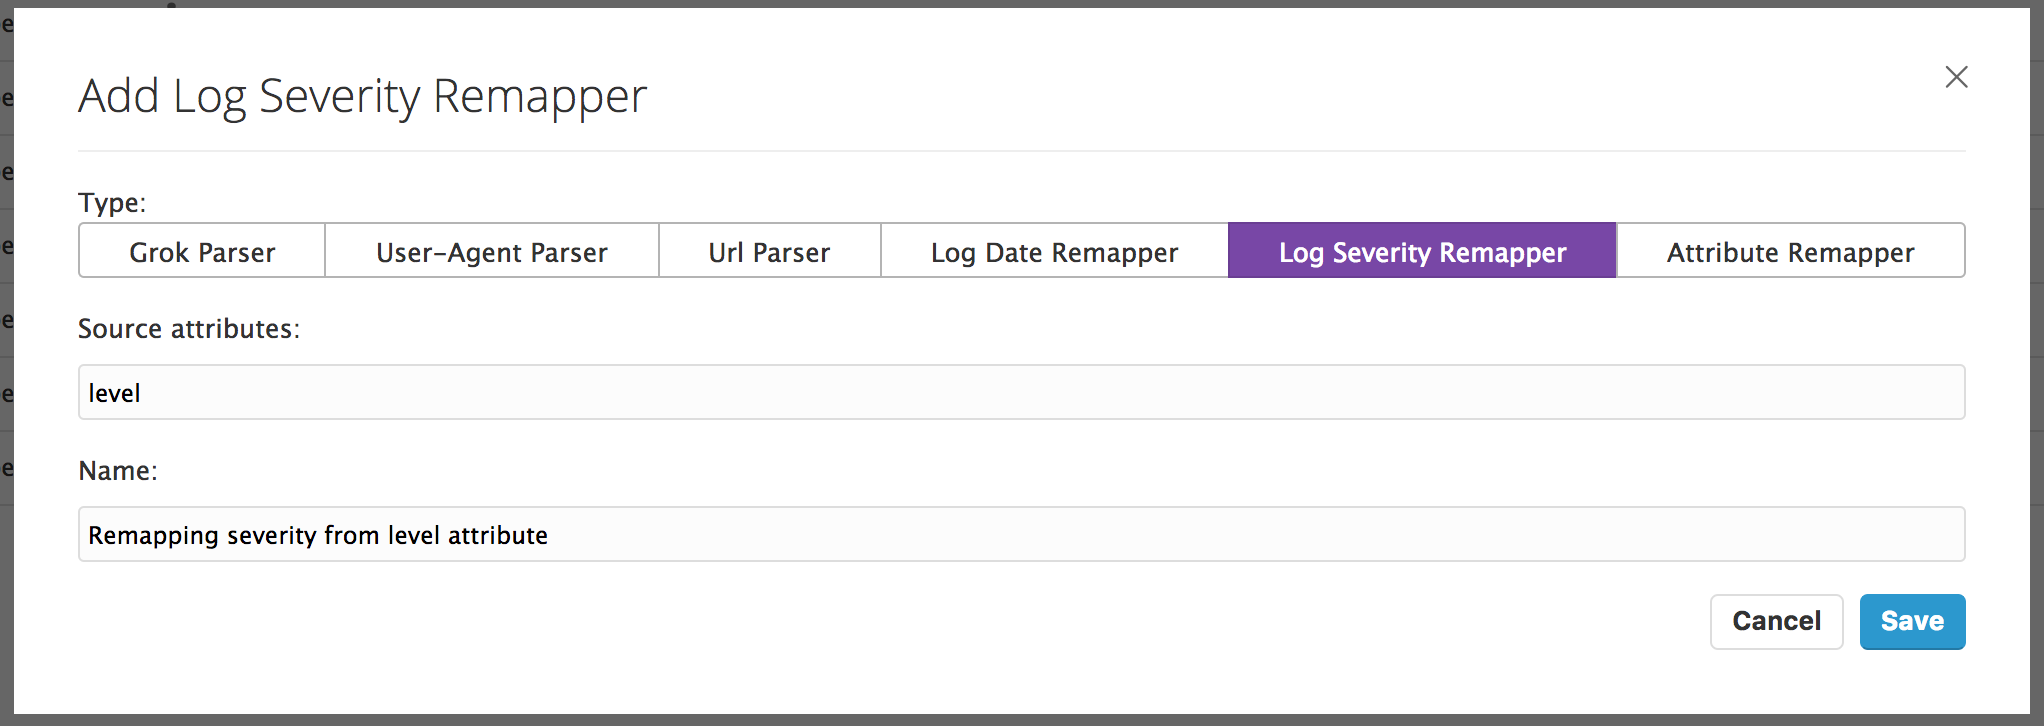 Add Log Severity Remapper
Type:
Grok Parser User-Agent Parser Url Parser Log Date Remapper Log Severity Remapper Attribute Remapper
Source attributes:
level
Name:
Remapping severity from level attribute
Cancel Save